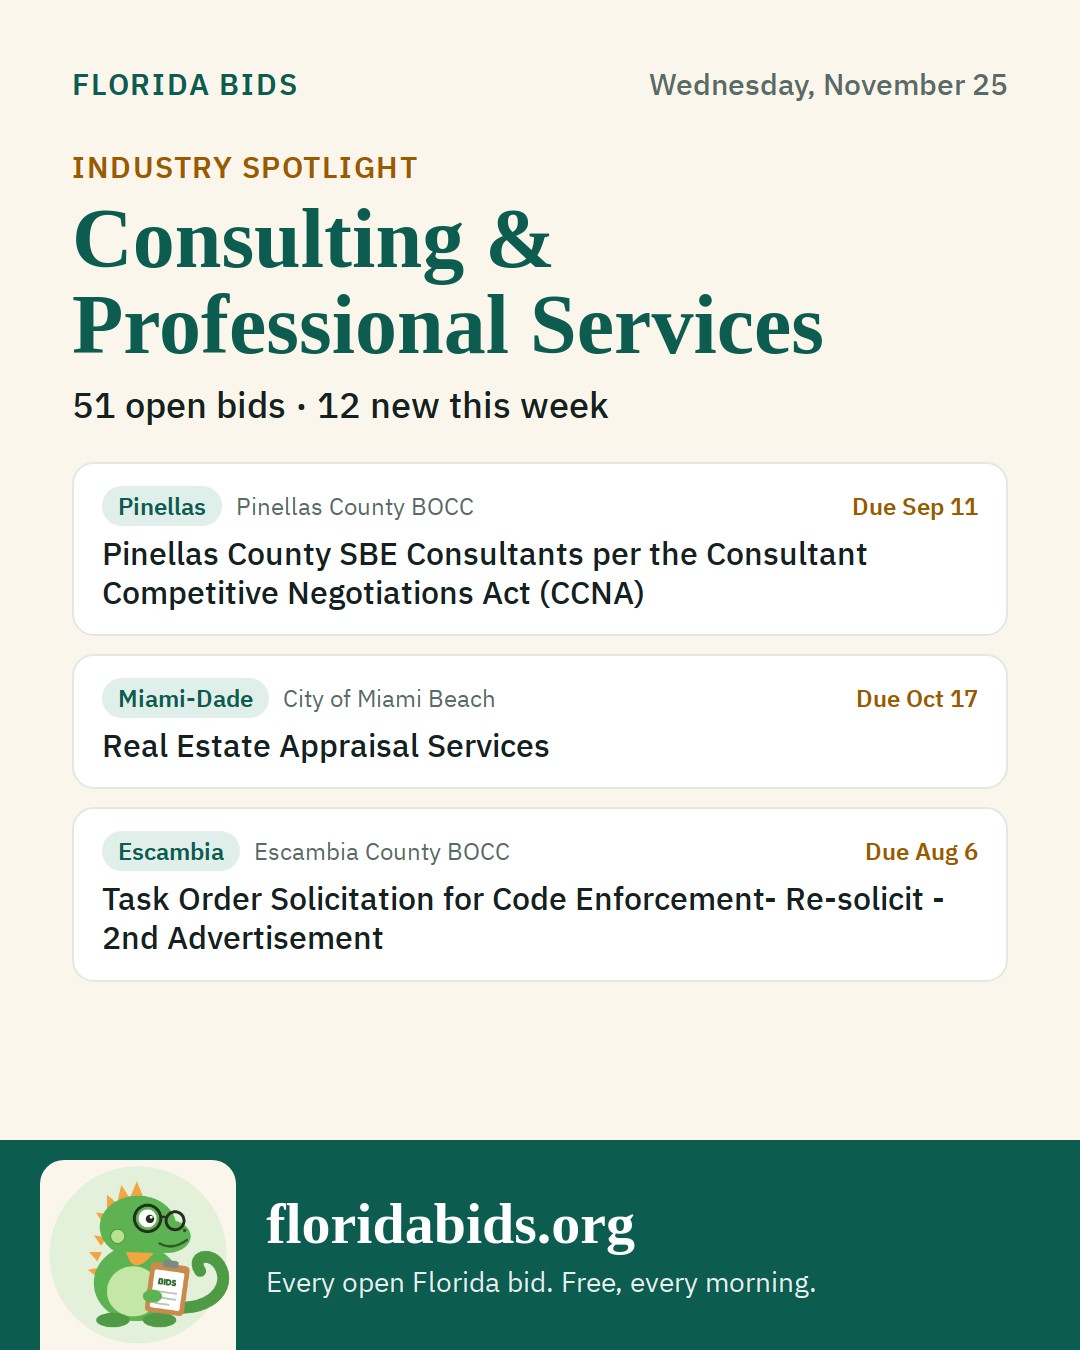 FLORIDA BIDS
Wednesday, November 25
INDUSTRY SPOTLIGHT
Consulting &
Professional Services
51 open bids · 12 new this week
Pinellas Pinellas County BOCC Due Sep 11
Pinellas County SBE Consultants per the Consultant
Competitive Negotiations Act (CCNA)
Miami-Dade City of Miami Beach Due Oct 17
Real Estate Appraisal Services
Escambia Escambia County BOCC Due Aug 6
Task Order Solicitation for Code Enforcement- Re-solicit -
2nd Advertisement
BIDS
floridabids.org
Every open Florida bid. Free, every morning.